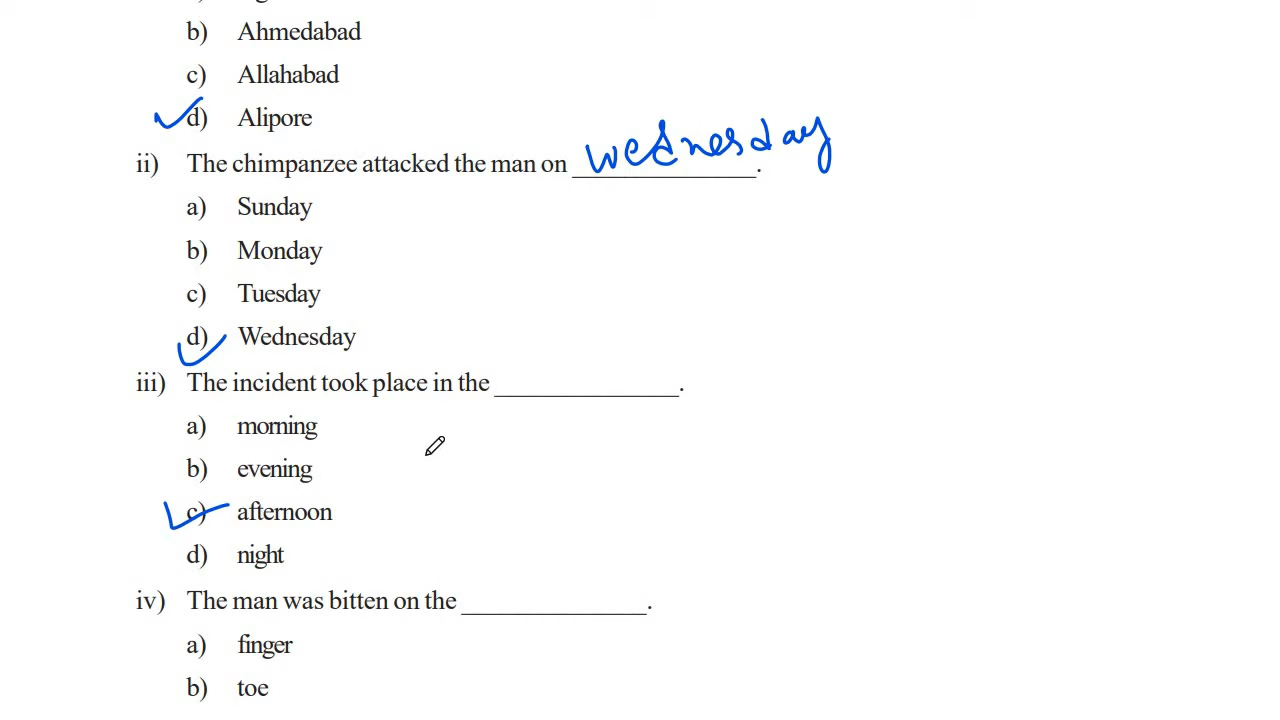 b) Ahmedabad
c) Allahabad
d) Alipore
ii) The chimpanzee attacked the man on Wednesday.
a) Sunday
b) Monday
c) Tuesday
d) Wednesday
iii) The incident took place in the ______________.
a) morning
b) evening
c) afternoon
d) night
iv) The man was bitten on the ______________.
a) finger
b) toe